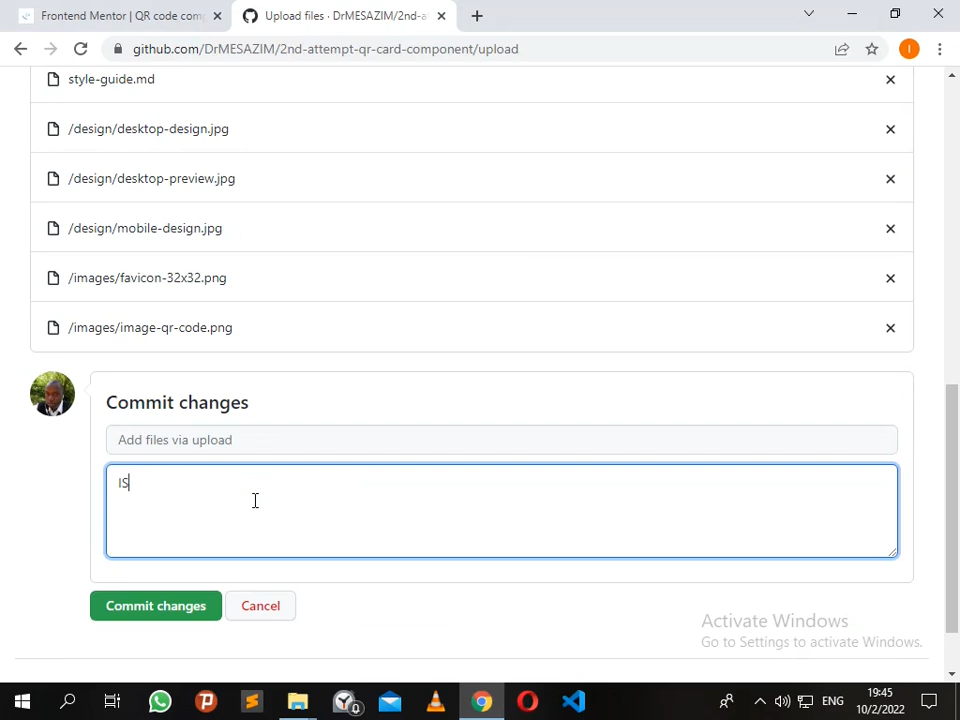 Frontend Mentor | QR code com
Upload files · DrMESAZIM/2nd-a
github.com/DrMESAZIM/2nd-attempt-qr-card-component/upload
I
style-guide.md
/design/desktop-design.jpg
/design/desktop-preview.jpg
/design/mobile-design.jpg
/images/favicon-32x32.png
/images/image-qr-code.png
Commit changes
Add files via upload
IS
Commit changes
Cancel
Activate Windows
Go to Settings to activate Windows.
ENG
19:45
10/2/2022